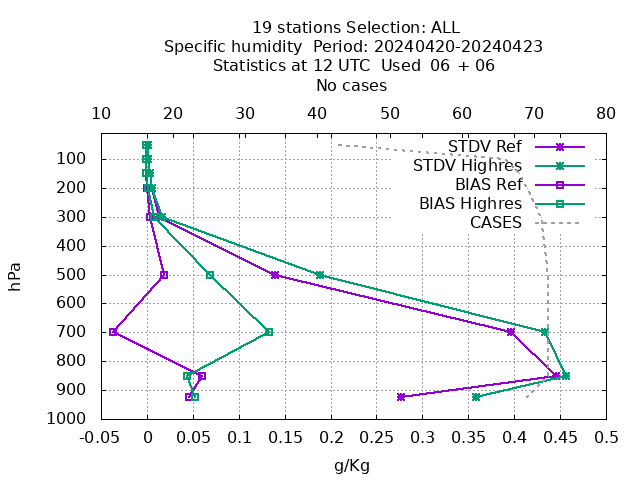 19 stations Selection: ALL
Specific humidity  Period: 20240420-20240423
Statistics at 12 UTC  Used  06 + 06
No cases
10 20 30 40 50 60 70 80
STDV Ref
STDV Highres
BIAS Ref
BIAS Highres
CASES
hPa
100
200
300
400
500
600
700
800
900
1000
-0.05 0 0.05 0.1 0.15 0.2 0.25 0.3 0.35 0.4 0.45 0.5
g/Kg